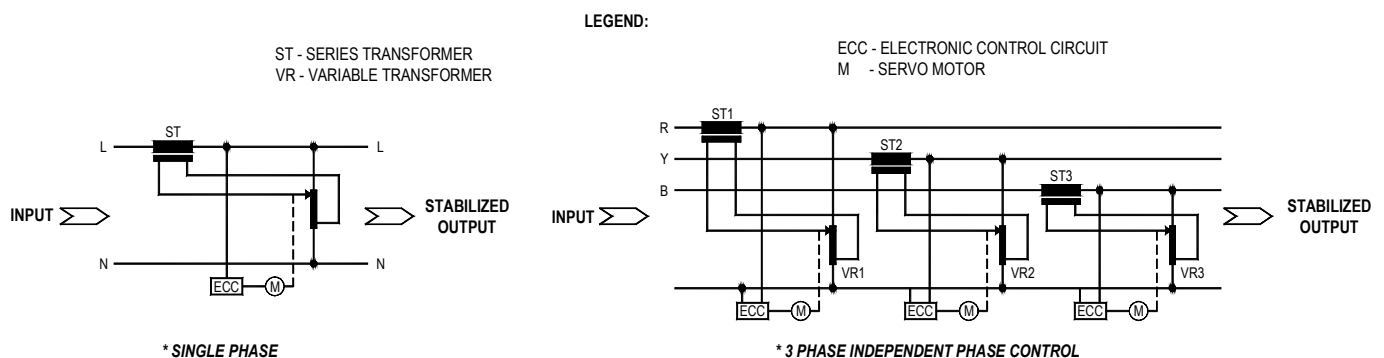 LEGEND:
ST - SERIES TRANSFORMER
VR - VARIABLE TRANSFORMER
ECC - ELECTRONIC CONTROL CIRCUIT
M - SERVO MOTOR
ST
L
L
INPUT
STABILIZED
OUTPUT
N
N
ECC
M
* SINGLE PHASE
ST1
R
ST2
Y
ST3
B
INPUT
STABILIZED
OUTPUT
VR1
VR2
VR3
ECC
M
ECC
M
ECC
M
* 3 PHASE INDEPENDENT PHASE CONTROL